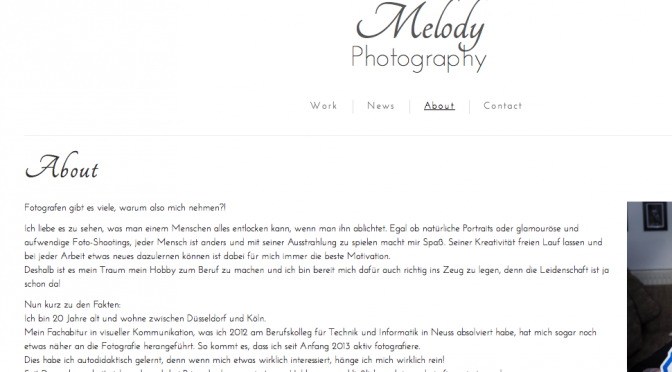 Melody
Photography
Work News About Contact
About
Fotografen gibt es viele, warum also mich nehmen?!
Ich liebe es zu sehen, was man einem Menschen alles entlocken kann, wenn man ihn ablichtet. Egal ob natürliche Portraits oder glamouröse und
aufwendige Foto-Shootings, jeder Mensch ist anders und mit seiner Ausstrahlung zu spielen macht mir Spaß. Seiner Kreativität freien Lauf lassen und
bei jeder Arbeit etwas neues dazulernen können ist dabei für mich immer die beste Motivation.
Deshalb ist es mein Traum mein Hobby zum Beruf zu machen und ich bin bereit mich dafür auch richtig ins Zeug zu legen, denn die Leidenschaft ist ja
schon da!
Nun kurz zu den Fakten:
Ich bin 20 Jahre alt und wohne zwischen Düsseldorf und Köln.
Mein Fachabitur in visueller Kommunikation, was ich 2012 am Berufskolleg für Technik und Informatik in Neuss absolviert habe, hat mich sogar noch
etwas näher an die Fotografie herangeführt. So kommt es, dass ich seit Anfang 2013 aktiv fotografiere.
Dies habe ich autodidaktisch gelernt, denn wenn mich etwas wirklich interessiert, hänge ich mich wirklich rein!